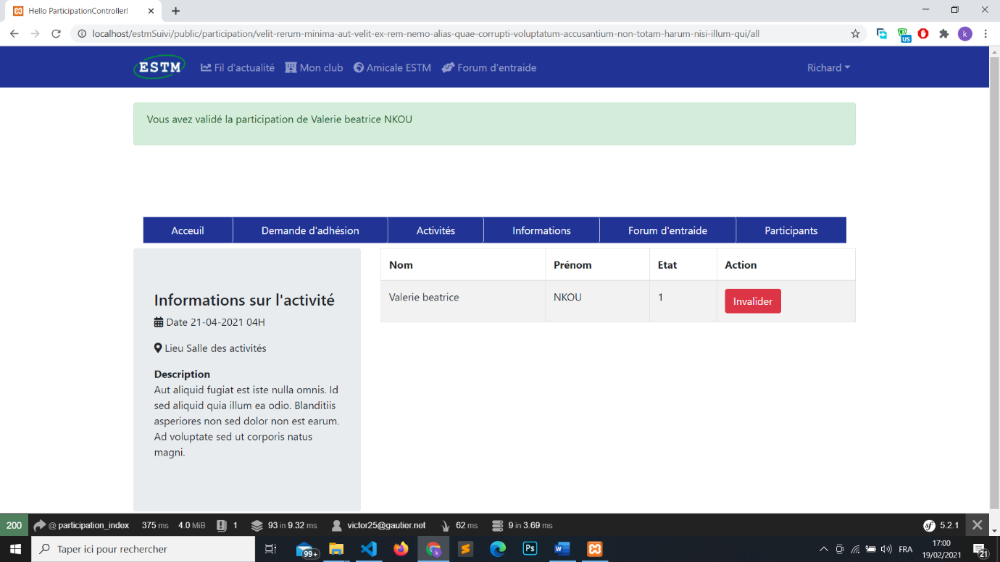 Hello ParticipationController!
localhost/estmSuivi/public/participation/velit-rerum-minima-aut-velit-ex-rem-nemo-alias-quae-corrupti-voluptatum-accusantium-non-totam-harum-nisi-illum-qui/all
US
k
ESTM Fil d'actualité Mon club Amicale ESTM Forum d'entraide Richard
Vous avez validé la participation de Valerie beatrice NKOU
Acceuil Demande d'adhésion Activités Informations Forum d'entraide Participants
Informations sur l'activité
Date 21-04-2021 04H
Lieu Salle des activités
Description
Aut aliquid fugiat est iste nulla omnis. Id
sed aliquid quia illum ea odio. Blanditiis
asperiores non sed dolor non est earum.
Ad voluptate sed ut corporis natus
magni.
Nom Prénom Etat Action
Valerie beatrice NKOU 1 Invalider
200 @ participation_index 375 ms 4.0 MiB 1 93 in 9.32 ms victor25@gautier.net 62 ms 9 in 3.69 ms sf 5.2.1
Taper ici pour rechercher 99+ k Ps W FRA 17:00
19/02/2021 21